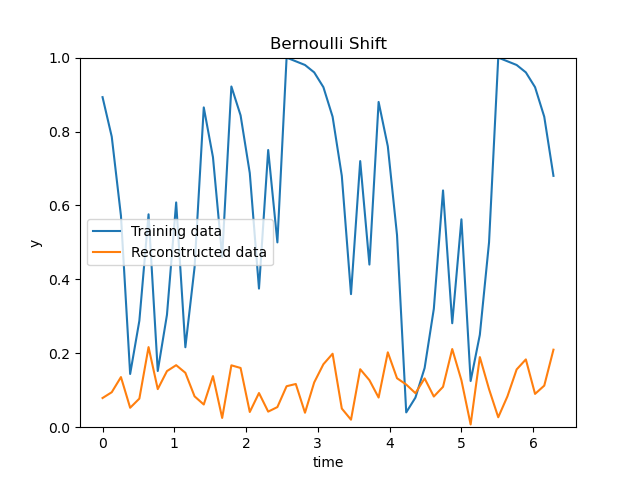 Bernoulli Shift
1.0
0.8
0.6
0.4
0.2
0.0
y
Training data
Reconstructed data
0 1 2 3 4 5 6
time